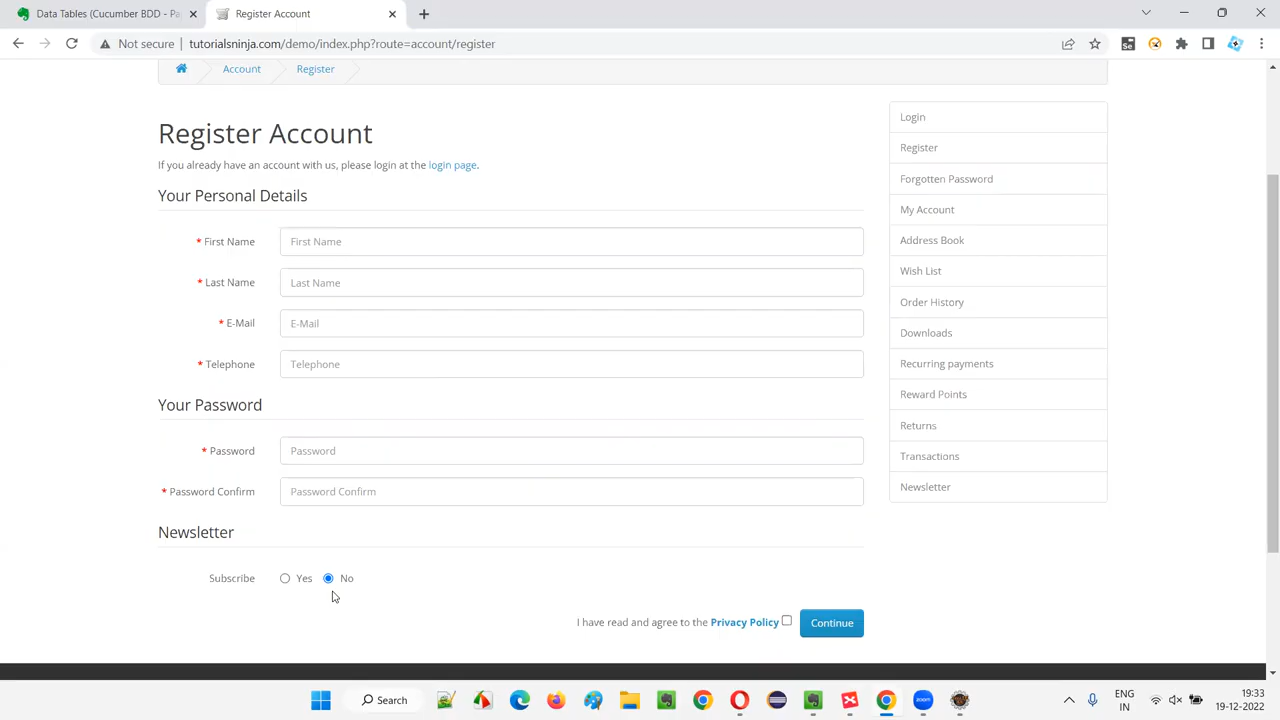 Data Tables (Cucumber BDD - Pa
Register Account
Not secure
tutorialsninja.com/demo/index.php?route=account/register
Account
Register
Register Account
If you already have an account with us, please login at the login page.
Your Personal Details
* First Name
First Name
* Last Name
Last Name
* E-Mail
E-Mail
* Telephone
Telephone
Your Password
* Password
Password
* Password Confirm
Password Confirm
Newsletter
Subscribe
Yes
No
I have read and agree to the Privacy Policy
Continue
Login
Register
Forgotten Password
My Account
Address Book
Wish List
Order History
Downloads
Recurring payments
Reward Points
Returns
Transactions
Newsletter
Search
zoom
ENG
IN
19:33
19-12-2022